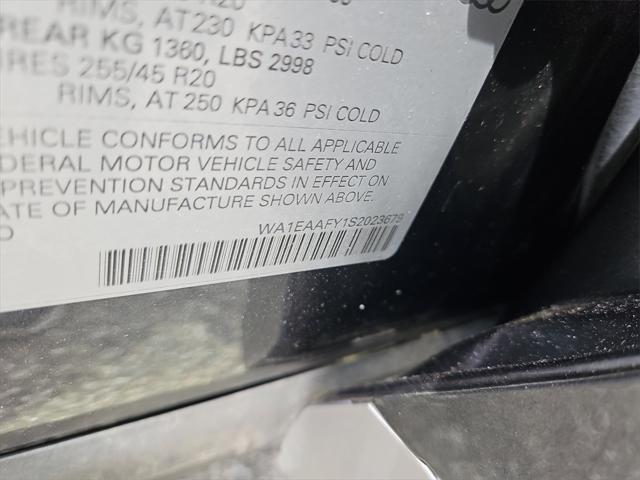 RIMS, AT 230 KPA 33 PSI COLD
REAR KG 1360, LBS 2998
RES 255/45 R20
RIMS, AT 250 KPA 36 PSI COLD
EHICLE CONFORMS TO ALL APPLICABLE
DERAL MOTOR VEHICLE SAFETY AND
PREVENTION STANDARDS IN EFFECT ON
ATE OF MANUFACTURE SHOWN ABOVE.
WA1EAAFY1S2023679